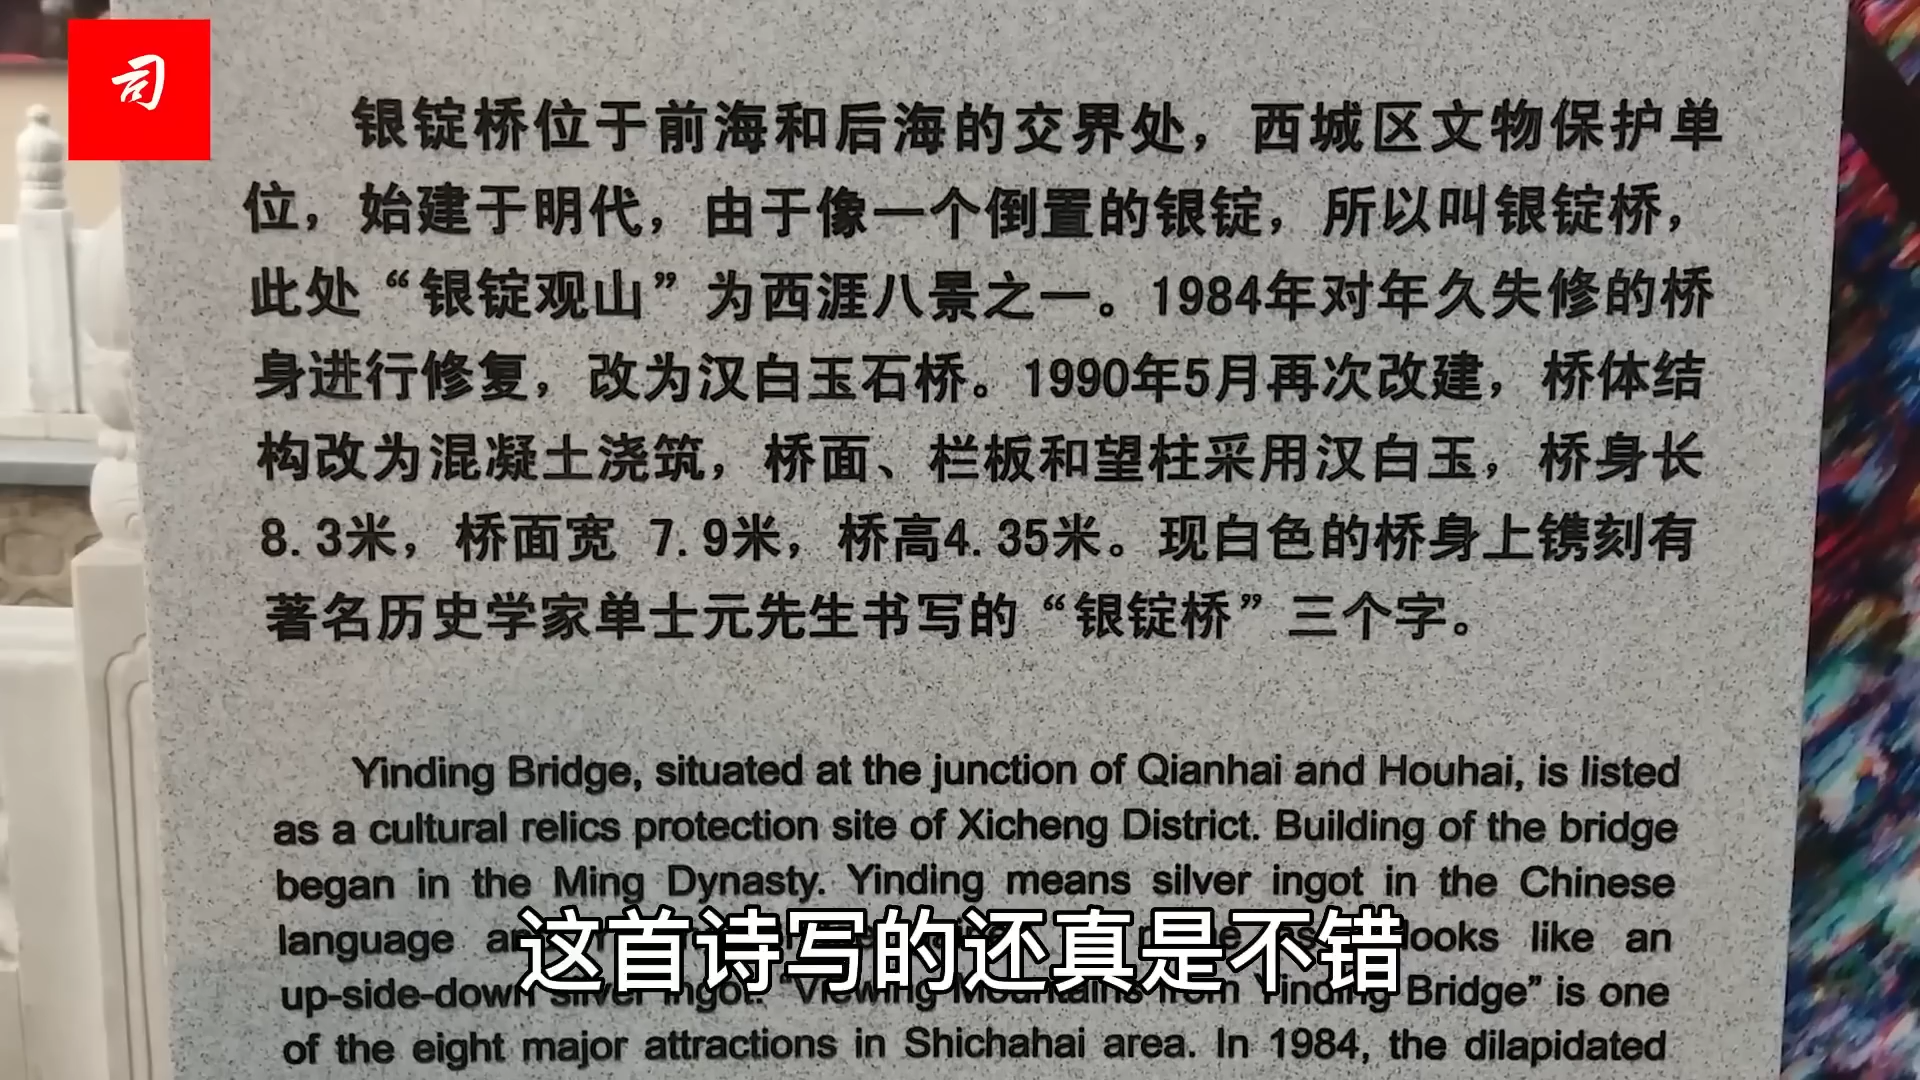 司
银锭桥位于前海和后海的交界处，西城区文物保护单
位，始建于明代，由于像一个倒置的银锭，所以叫银锭桥，
此处“银锭观山”为西涯八景之一。1984年对年久失修的桥
身进行修复，改为汉白玉石桥。1990年5月再次改建，桥体结
构改为混凝土浇筑，桥面、栏板和望柱采用汉白玉，桥身长
8.3米，桥面宽 7.9米，桥高4.35米。现白色的桥身上镌刻有
著名历史学家单士元先生书写的“银锭桥”三个字。
Yinding Bridge, situated at the junction of Qianhai and Houhai, is listed
as a cultural relics protection site of Xicheng District. Building of the bridge
began in the Ming Dynasty. Yinding means silver ingot in the Chinese
language looks like an
这首诗写的还真是不错
up-side-down silver ingot. “Viewing Mountains from Yinding Bridge” is one
of the eight major attractions in Shichahai area. In 1984, the dilapidated